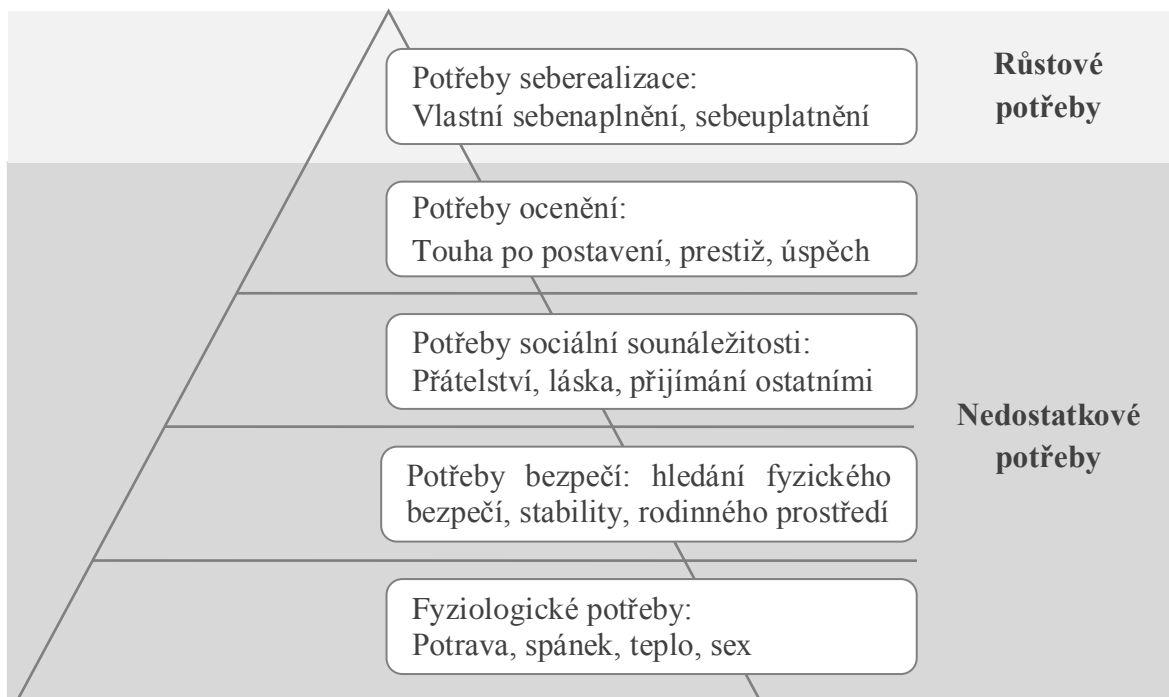 Potřeby seberealizace:
Vlastní sebenaplnění, sebeuplatnění
Růstové
potřeby
Potřeby ocenění:
Touha po postavení, prestiž, úspěch
Potřeby sociální sounáležitosti:
Přátelství, láska, přijímání ostatními
Nedostatkové
potřeby
Potřeby bezpečí: hledání fyzického
bezpečí, stability, rodinného prostředí
Fyziologické potřeby:
Potrava, spánek, teplo, sex